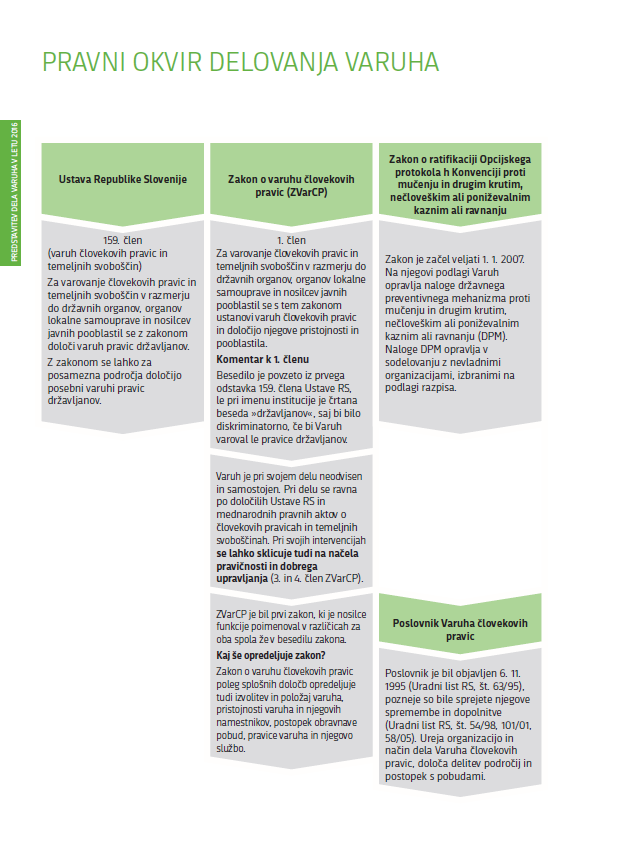 PRAVNI OKVIR DELOVANJA VARUHA
PREDSTAVITEV DELA VARUHA V LETU 2016
Ustava Republike Slovenije
159. člen
(varuh človekovih pravic in
temeljnih svoboščin)
Za varovanje človekovih pravic in
temeljnih svoboščin v razmerju
do državnih organov, organov
lokalne samouprave in nosilcev
javnih pooblastil se z zakonom
določi varuh pravic državljanov.
Z zakonom se lahko za
posamezna področja določijo
posebni varuhi pravic
državljanov.
Zakon o varuhu človekovih
pravic (ZVarCP)
1. člen
Za varovanje človekovih pravic in
temeljnih svoboščin v razmerju do
državnih organov, organov lokalne
samouprave in nosilcev javnih
pooblastil se s tem zakonom
ustanovi varuh človekovih pravic
in določijo njegove pristojnosti in
pooblastila.
Komentar k 1. členu
Besedilo je povzeto iz prvega
odstavka 159. člena Ustave RS,
le pri imenu institucije je črtana
beseda »državljanov«, saj bi bilo
diskriminatorno, če bi Varuh
varoval le pravice državljanov.
Varuh je pri svojem delu neodvisen
in samostojen. Pri delu se ravna
po določilih Ustave RS in
mednarodnih pravnih aktov o
človekovih pravicah in temeljnih
svoboščinah. Pri svojih intervencijah
se lahko sklicuje tudi na načela
pravičnosti in dobrega
upravljanja (3. in 4. člen ZVarCP).
ZVarCP je bil prvi zakon, ki je nosilce
funkcije poimenoval v različicah za
oba spola že v besedilu zakona.
Kaj še opredeljuje zakon?
Zakon o varuhu človekovih pravic
poleg splošnih določb opredeljuje
tudi izvolitev in položaj varuha,
pristojnosti varuha in njegovih
namestnikov, postopek obravnave
pobud, pravice varuha in njegovo
službo.
Zakon o ratifikaciji Opcijskega
protokola h Konvenciji proti
mučenju in drugim krutim,
nečloveškim ali poniževalnim
kaznim ali ravnanju
Zakon je začel veljati 1. 1. 2007.
Na njegovi podlagi Varuh
opravlja naloge državnega
preventivnega mehanizma proti
mučenju in drugim krutim,
nečloveškim ali poniževalnim
kaznim ali ravnanju (DPM).
Naloge DPM opravlja v
sodelovanju z nevladnimi
organizacijami, izbranimi na
podlagi razpisa.
Poslovnik Varuha človekovih
pravic
Poslovnik je bil objavljen 6. 11.
1995 (Uradni list RS, št. 63/95),
pozneje so bile sprejete njegove
spremembe in dopolnitve
(Uradni list RS, št. 54/98, 101/01,
58/05). Ureja organizacijo in
način dela Varuha človekovih
pravic, določa delitev področij in
postopek s pobudami.